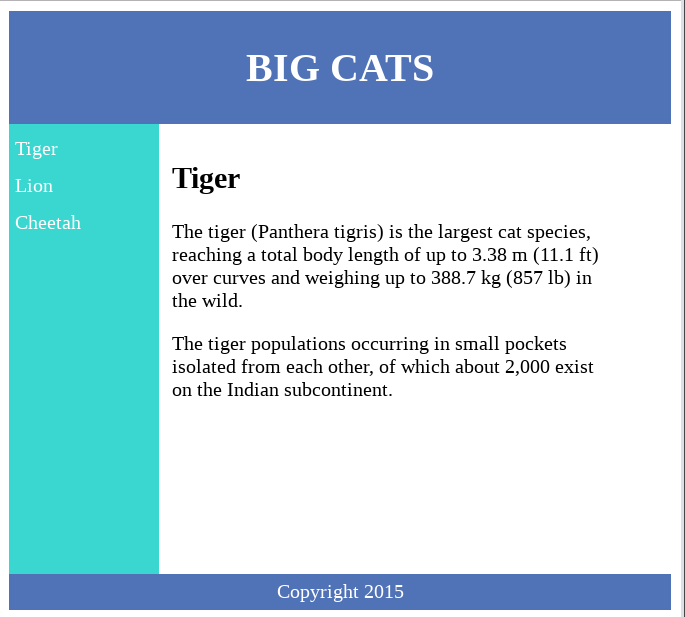 BIG CATS
Tiger
Lion
Cheetah
Tiger
The tiger (Panthera tigris) is the largest cat species,
reaching a total body length of up to 3.38 m (11.1 ft)
over curves and weighing up to 388.7 kg (857 lb) in
the wild.
The tiger populations occurring in small pockets
isolated from each other, of which about 2,000 exist
on the Indian subcontinent.
Copyright 2015